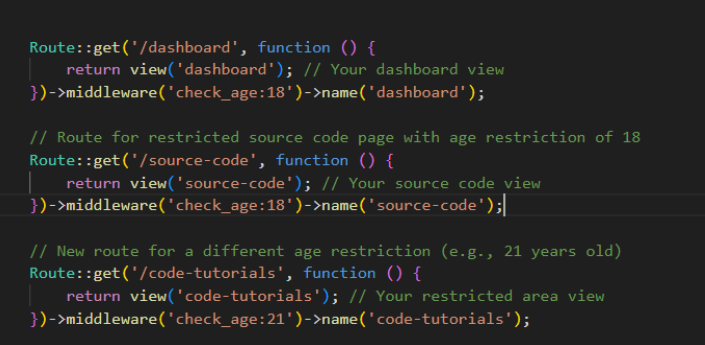 Route::get('/dashboard', function () {
    return view('dashboard'); // Your dashboard view
})->middleware('check_age:18')->name('dashboard');
// Route for restricted source code page with age restriction of 18
Route::get('/source-code', function () {
    return view('source-code'); // Your source code view
})->middleware('check_age:18')->name('source-code');
// New route for a different age restriction (e.g., 21 years old)
Route::get('/code-tutorials', function () {
    return view('code-tutorials'); // Your restricted area view
})->middleware('check_age:21')->name('code-tutorials');